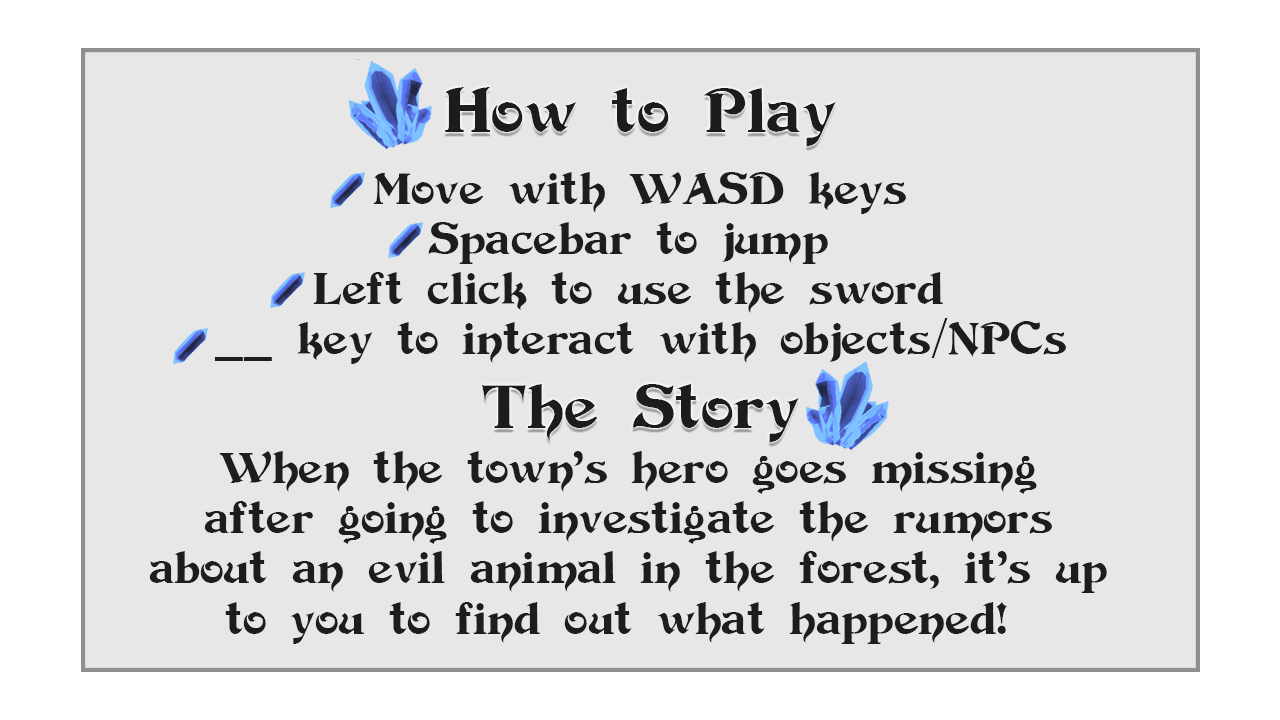 How to Play
Move with WASD keys
Spacebar to jump
Left click to use the sword
__ key to interact with objects/NPCs
The Story
When the town's hero goes missing
after going to investigate the rumors
about an evil animal in the forest, it's up
to you to find out what happened!